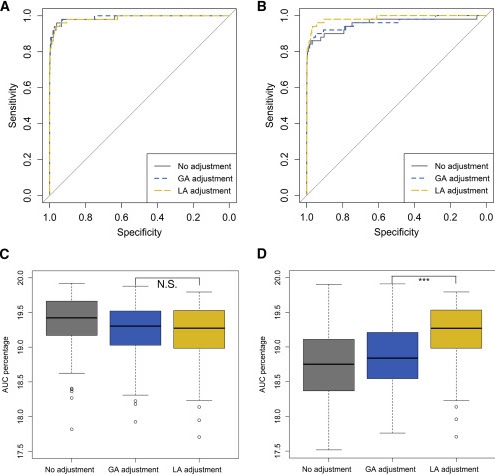 A
Sensitivity
1.0
0.8
0.6
0.4
0.2
0.0
No adjustment
GA adjustment
LA adjustment
1.0 0.8 0.6 0.4 0.2 0.0
Specificity
B
Sensitivity
1.0
0.8
0.6
0.4
0.2
0.0
No adjustment
GA adjustment
LA adjustment
1.0 0.8 0.6 0.4 0.2 0.0
Specificity
C
AUC percentage
20.0
19.5
19.0
18.5
18.0
17.5
N.S.
No adjustment GA adjustment LA adjustment
D
AUC percentage
20.0
19.5
19.0
18.5
18.0
17.5
***
No adjustment GA adjustment LA adjustment